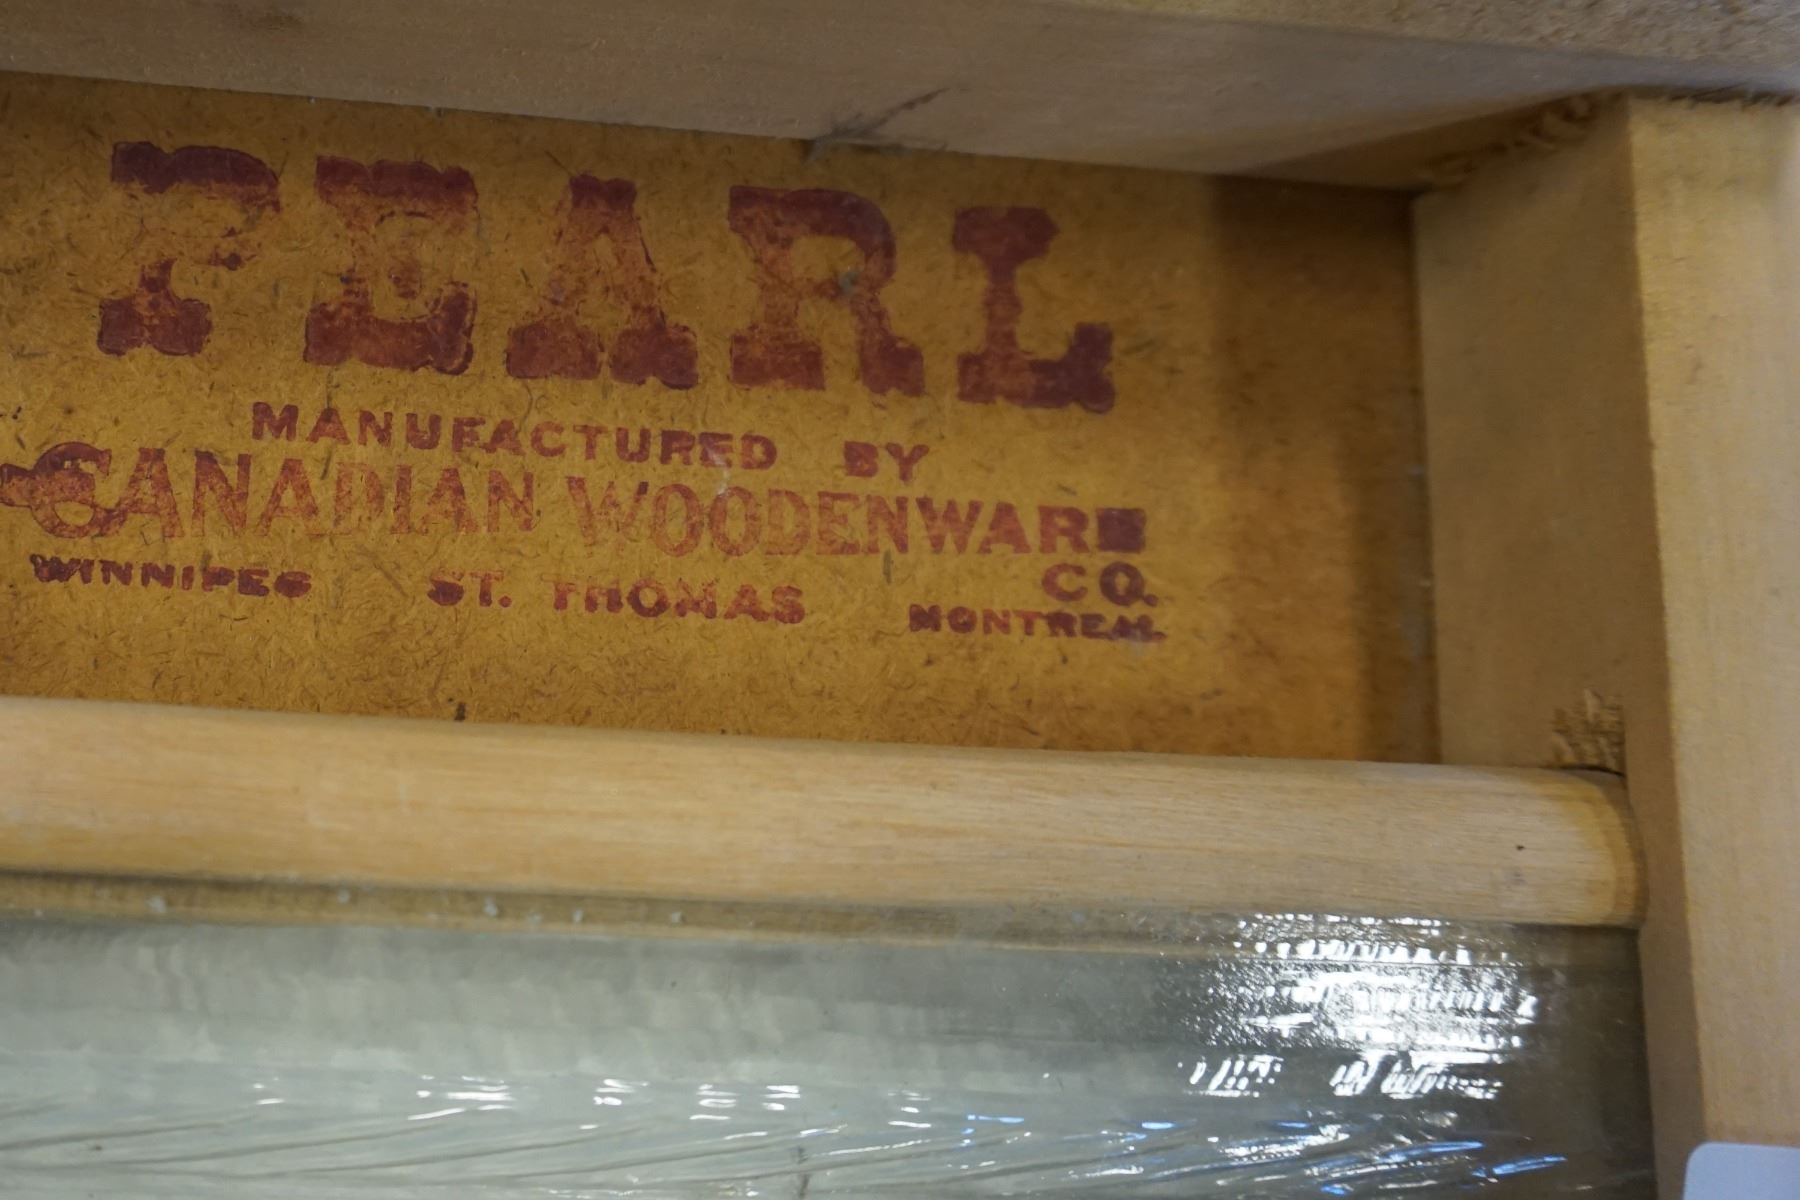 PEARL
MANUFACTURED BY
CANADIAN WOODENWARE
CO.
WINNIPEG ST. THOMAS MONTREAL